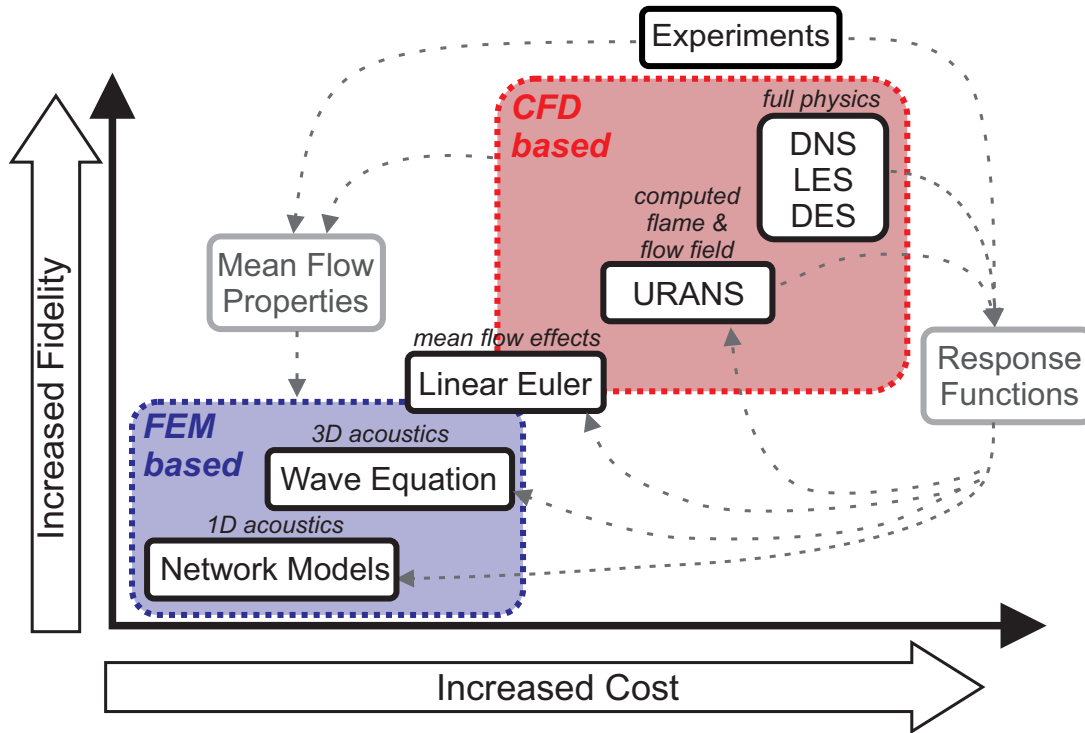 Experiments
CFD
based
full physics
DNS
LES
DES
computed
flame &
flow field
URANS
Mean Flow
Properties
mean flow effects
Linear Euler
Response
Functions
FEM
based
3D acoustics
Wave Equation
1D acoustics
Network Models
Increased Fidelity
Increased Cost